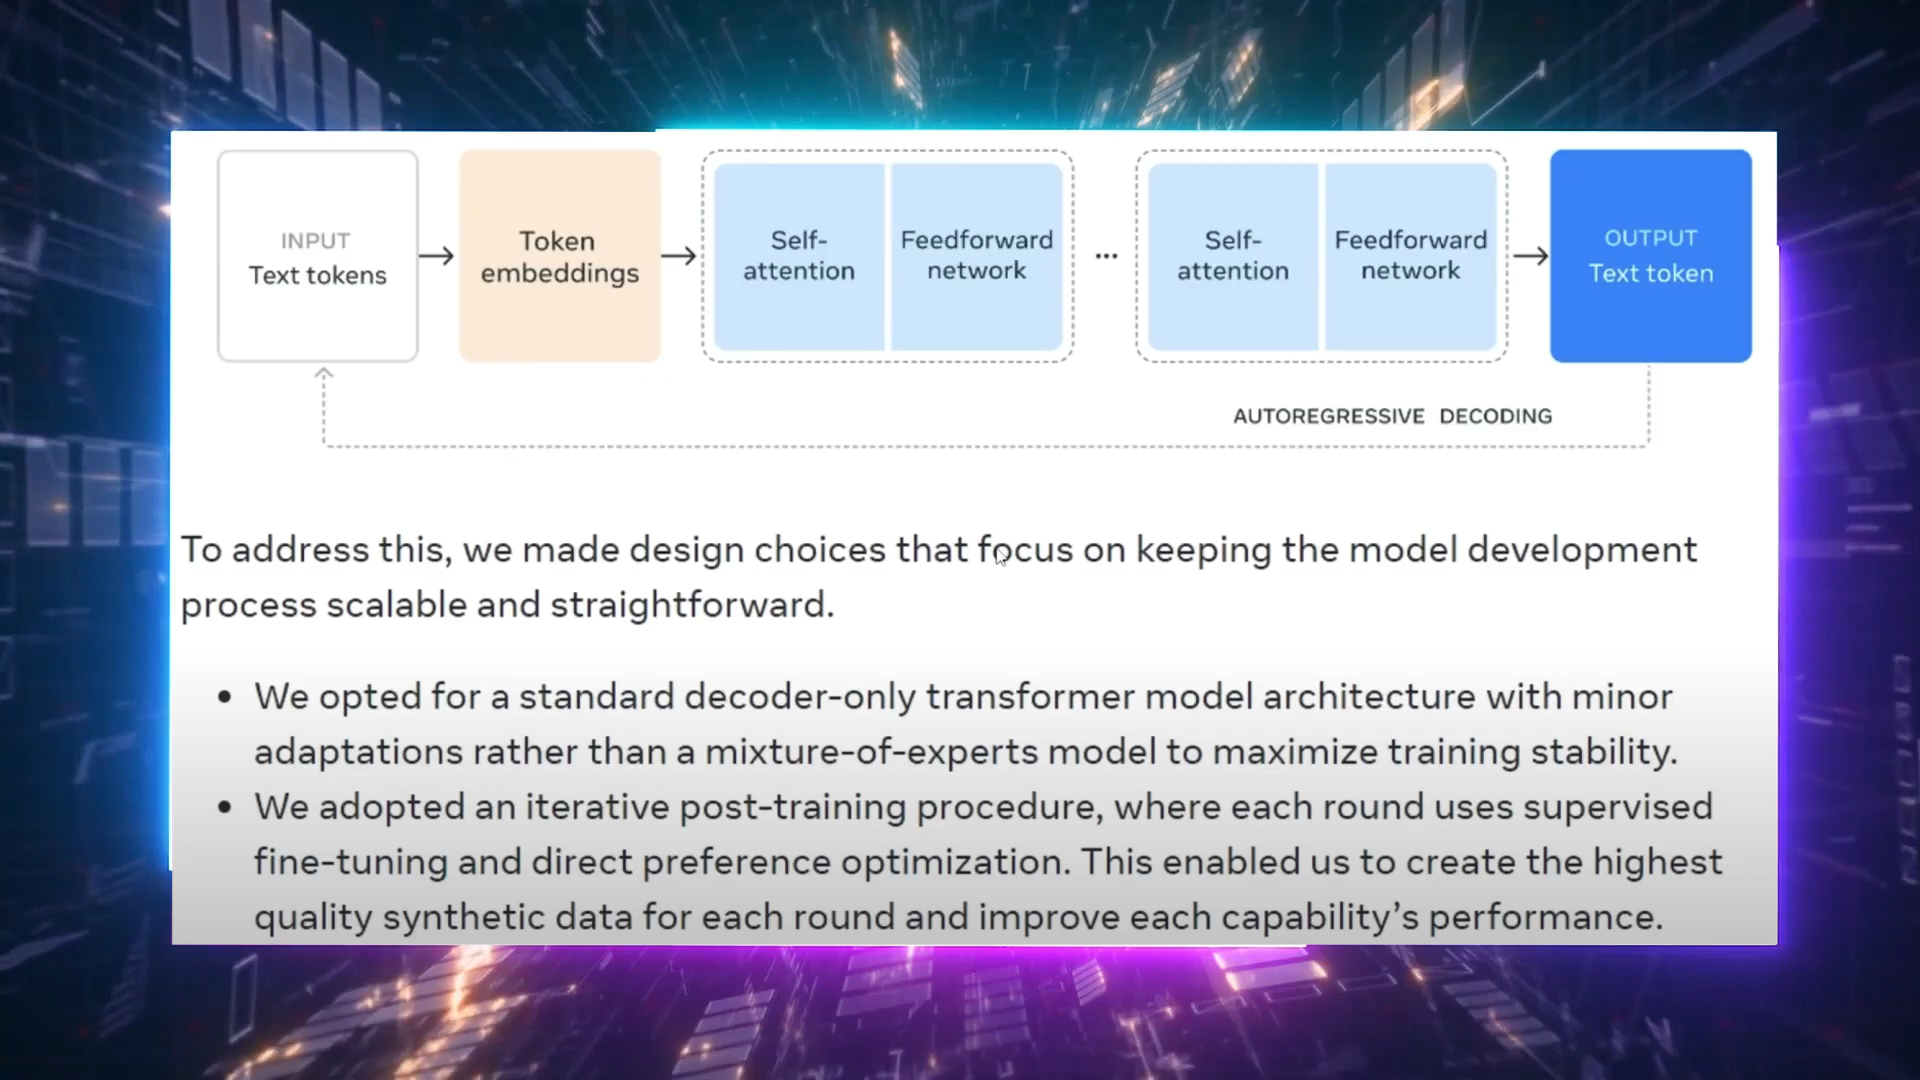 INPUT
Text tokens
Token
embeddings
Self-
attention
Feedforward
network
...
Self-
attention
Feedforward
network
OUTPUT
Text token
AUTOREGRESSIVE DECODING
To address this, we made design choices that focus on keeping the model development
process scalable and straightforward.
• We opted for a standard decoder-only transformer model architecture with minor
adaptations rather than a mixture-of-experts model to maximize training stability.
• We adopted an iterative post-training procedure, where each round uses supervised
fine-tuning and direct preference optimization. This enabled us to create the highest
quality synthetic data for each round and improve each capability’s performance.